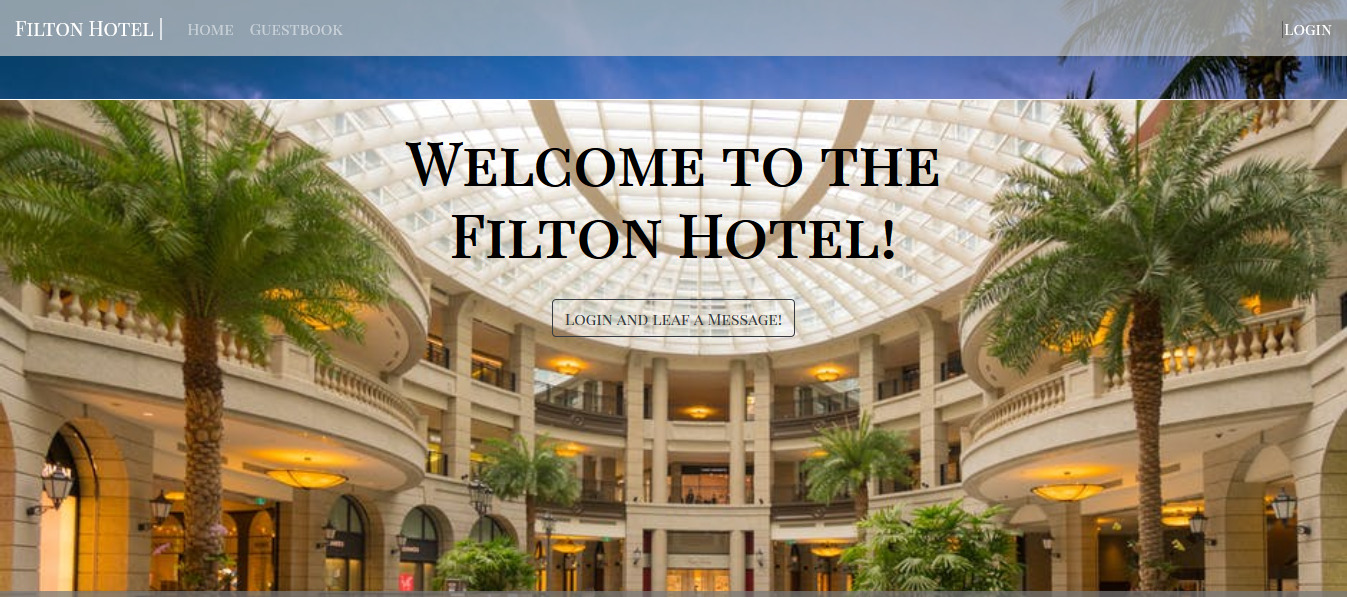 Filton Hotel | Home Guestbook |Login
Welcome to the
Filton Hotel!
Login and leaf a Message!